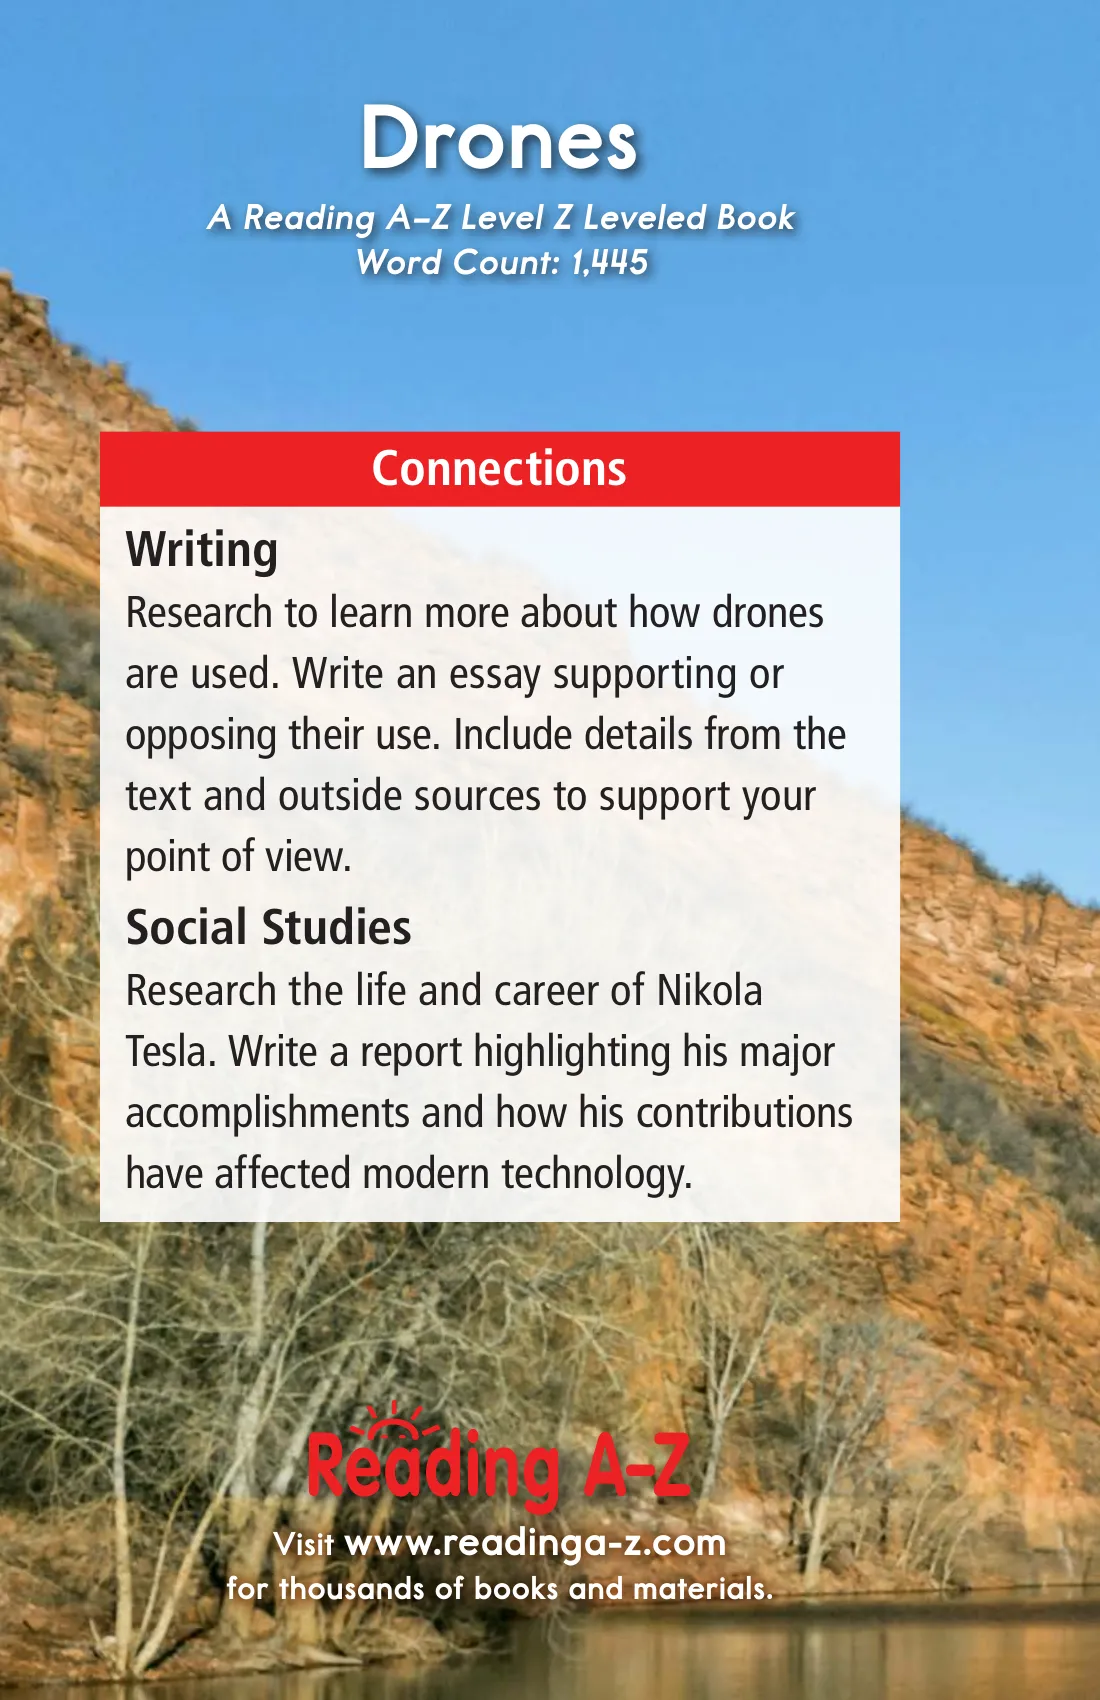 Drones
A Reading A–Z Level Z Leveled Book
Word Count: 1,445
Connections
Writing
Research to learn more about how drones
are used. Write an essay supporting or
opposing their use. Include details from the
text and outside sources to support your
point of view.
Social Studies
Research the life and career of Nikola
Tesla. Write a report highlighting his major
accomplishments and how his contributions
have affected modern technology.
Reading A–Z
Visit www.readinga-z.com
for thousands of books and materials.